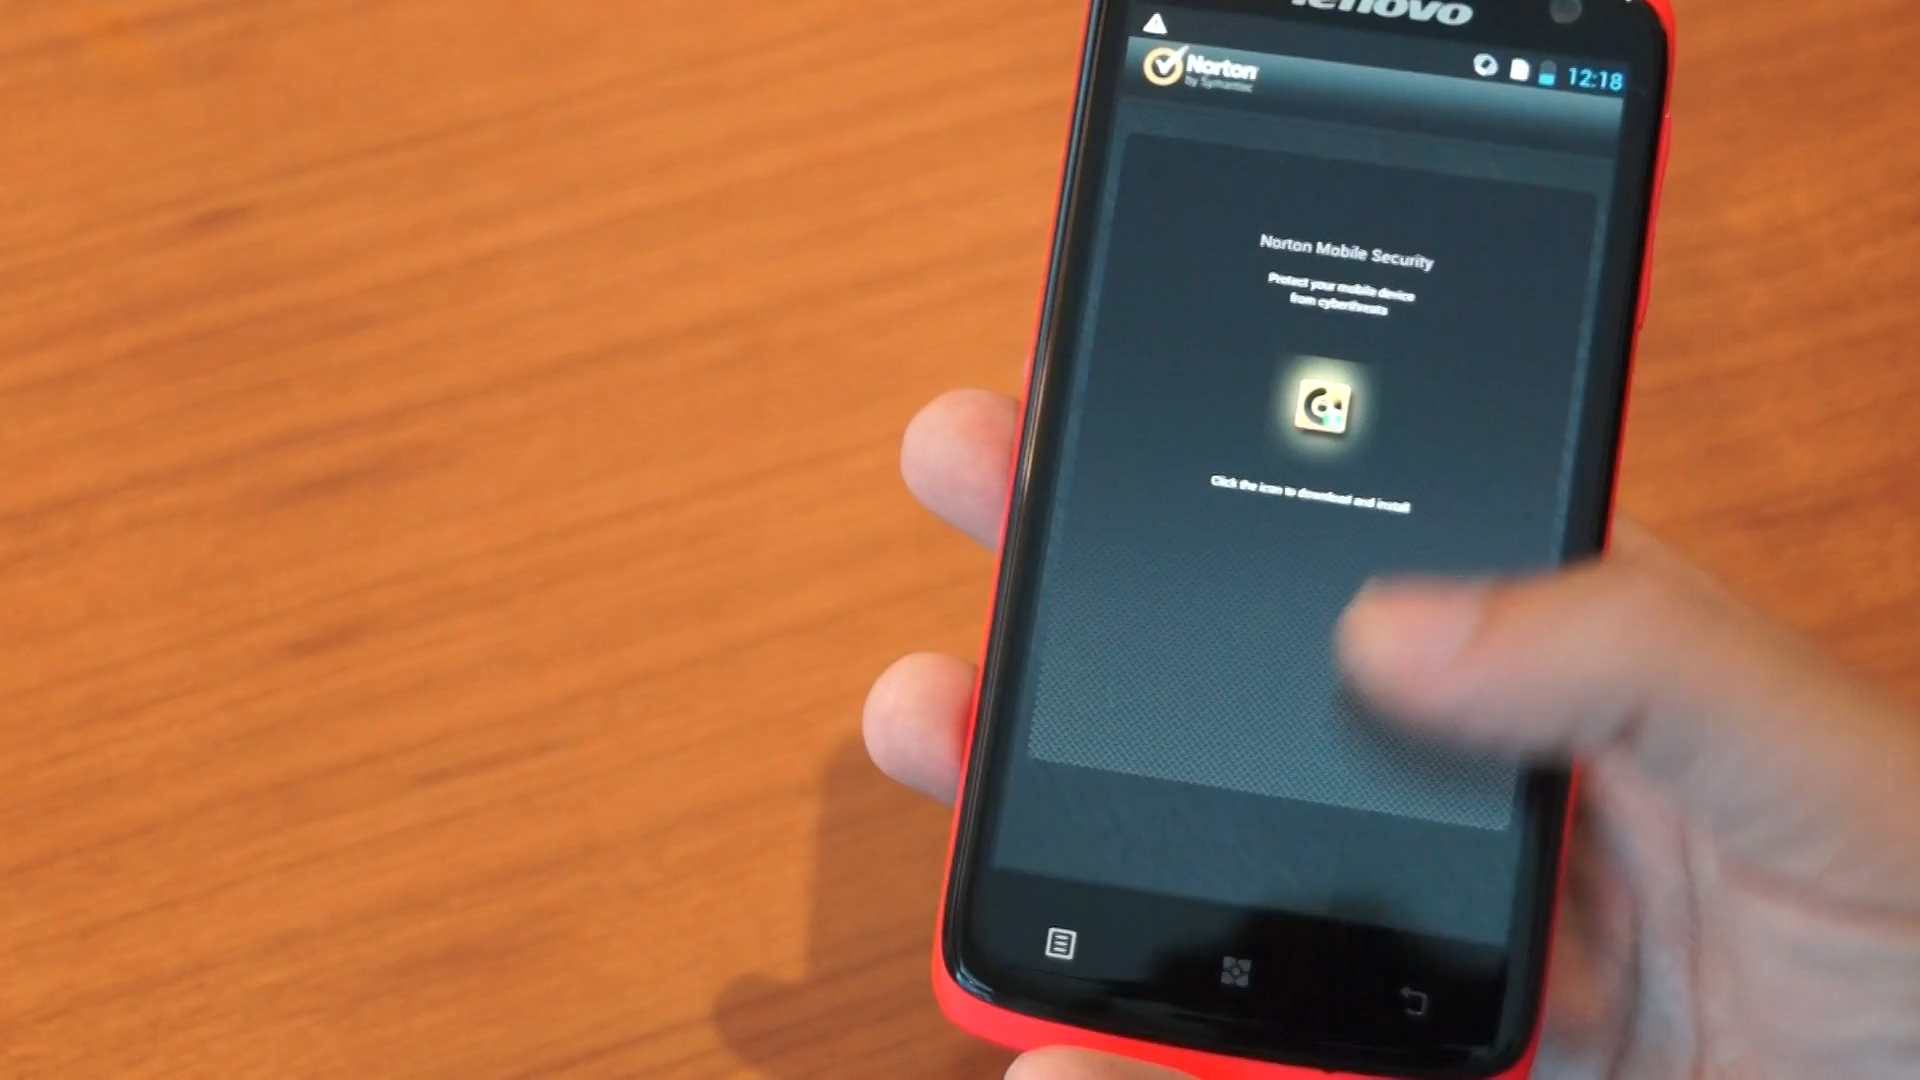 lenovo
12:18
Norton
by Symantec
Norton Mobile Security
Protect your mobile device
from cyberthreats
Click the icon to download and install